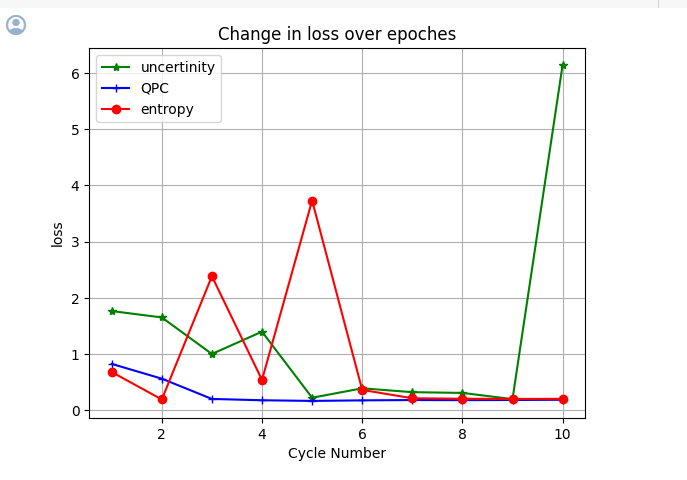 Change in loss over epoches
uncertinity
QPC
entropy
6
5
4
3
2
1
0
loss
2 4 6 8 10
Cycle Number